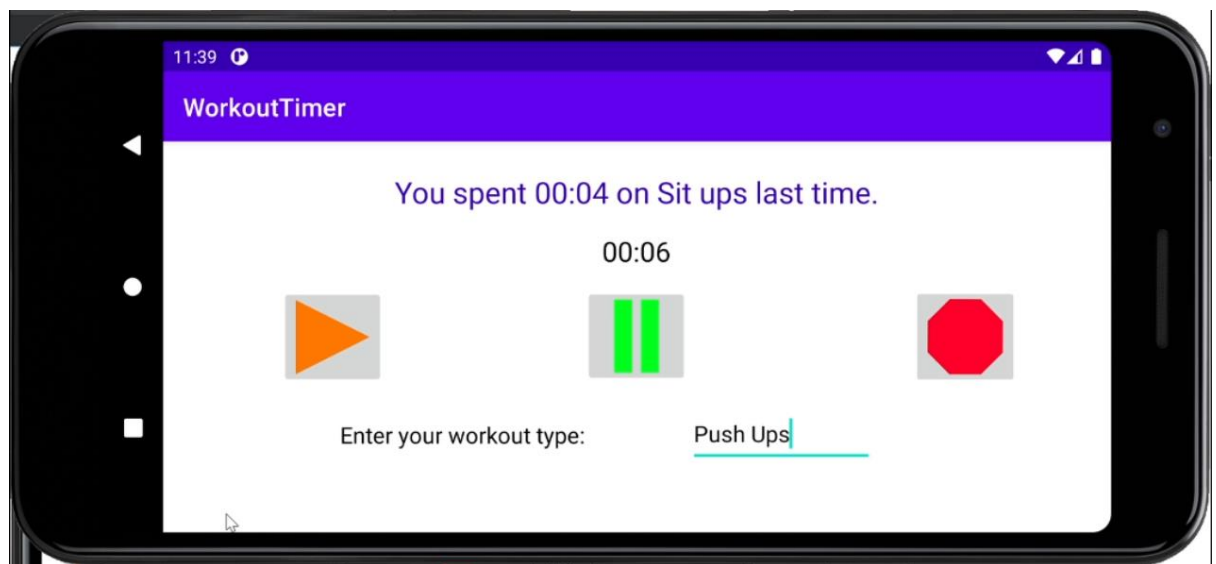 11:39
WorkoutTimer
You spent 00:04 on Sit ups last time.
00:06
Enter your workout type: Push Ups